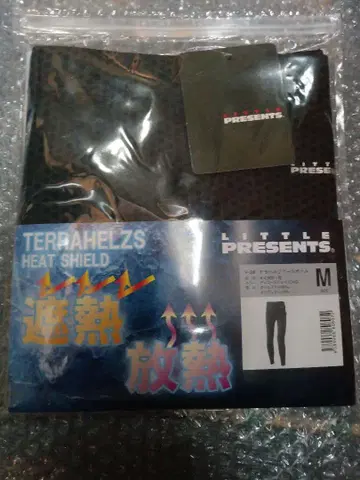 LITTLE
PRESENTS
LITTLE
PRESENTS
LITTLE
PRESENTS.
TERRAHELZS
HEAT SHIELD
遮熱
放熱
M